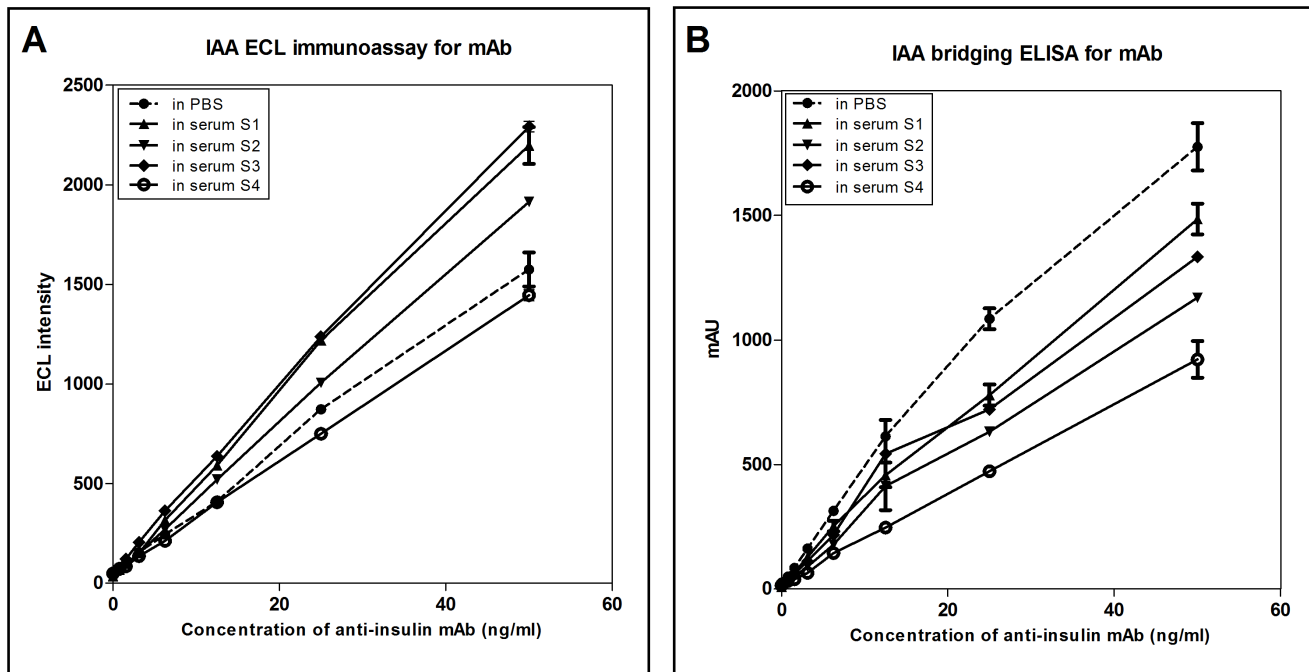 A
IAA ECL immunoassay for mAb
2500
2000
1500
1000
500
0
ECL intensity
in PBS
in serum S1
in serum S2
in serum S3
in serum S4
0 20 40 60
Concentration of anti-insulin mAb (ng/ml)
B
IAA bridging ELISA for mAb
2000
1500
1000
500
0
mAU
in PBS
in serum S1
in serum S2
in serum S3
in serum S4
0 20 40 60
Concentration of anti-insulin mAb (ng/ml)